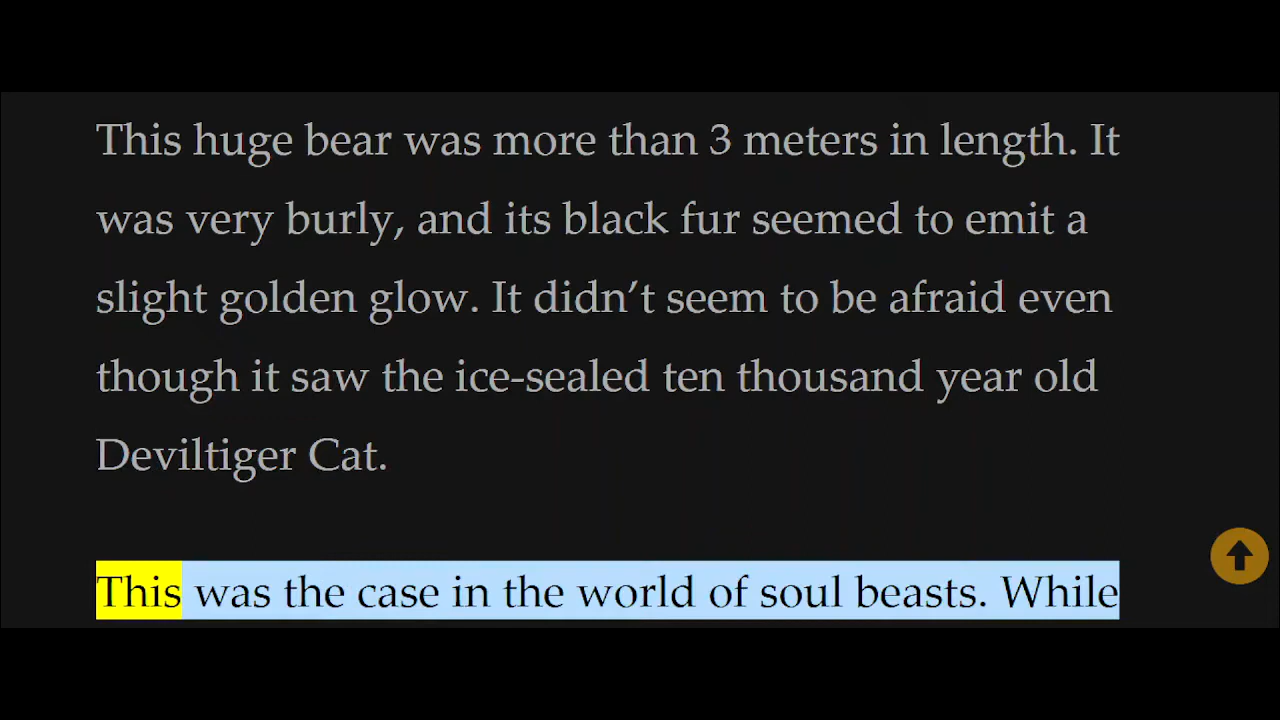 This huge bear was more than 3 meters in length. It
was very burly, and its black fur seemed to emit a
slight golden glow. It didn’t seem to be afraid even
though it saw the ice-sealed ten thousand year old
Deviltiger Cat.
This was the case in the world of soul beasts. While